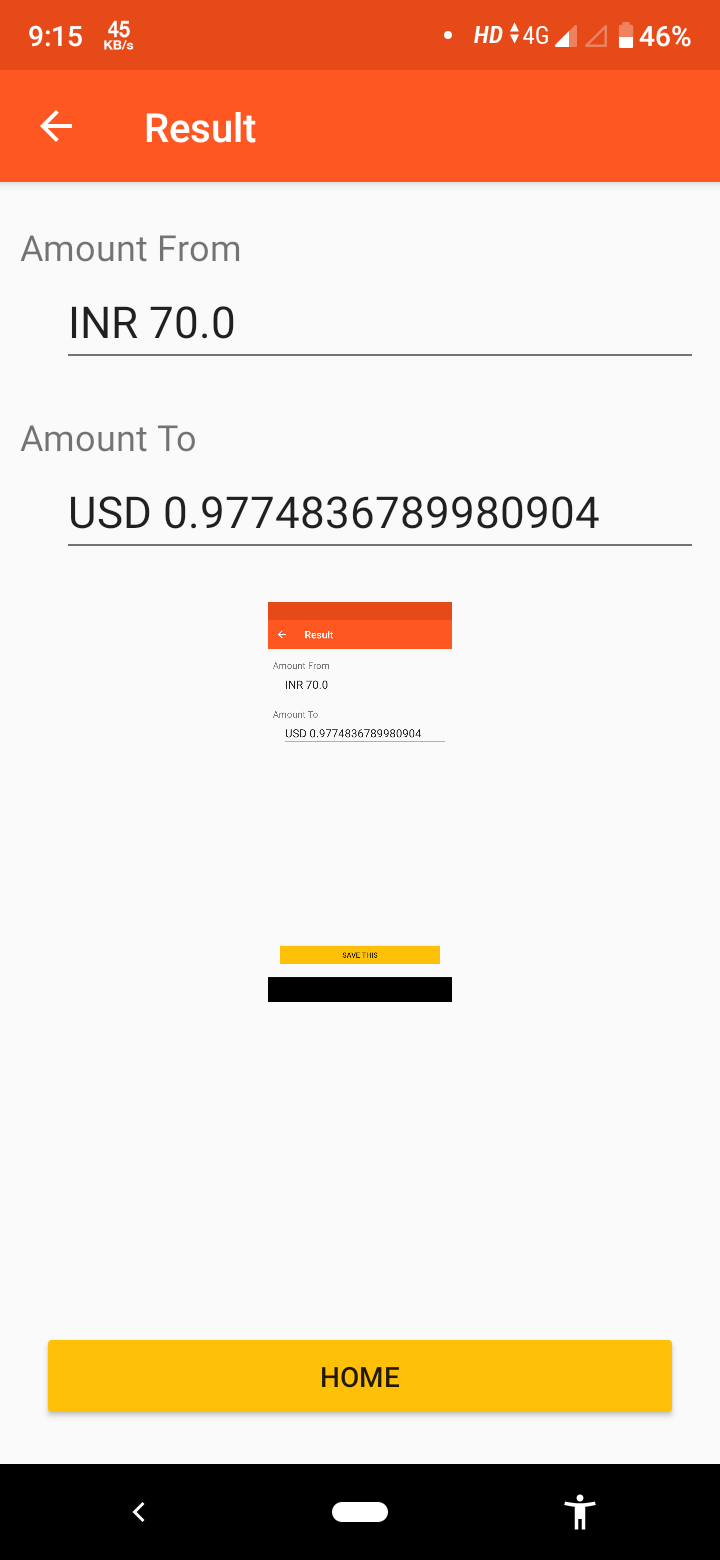 9:15 45 KB/s HD 4G 46%
Result
Amount From
INR 70.0
Amount To
USD 0.9774836789980904
Result
Amount From
INR 70.0
Amount To
USD 0.9774836789980904
SAVE THIS
HOME